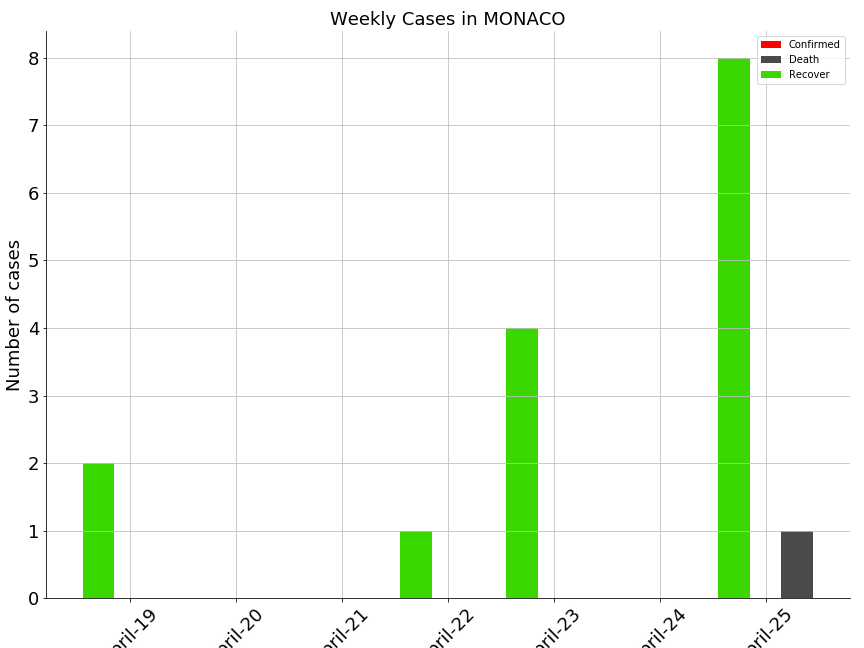 Weekly Cases in MONACO
Confirmed
Death
Recover
Number of cases
8
7
6
5
4
3
2
1
0
pril-19
pril-20
pril-21
pril-22
pril-23
pril-24
pril-25